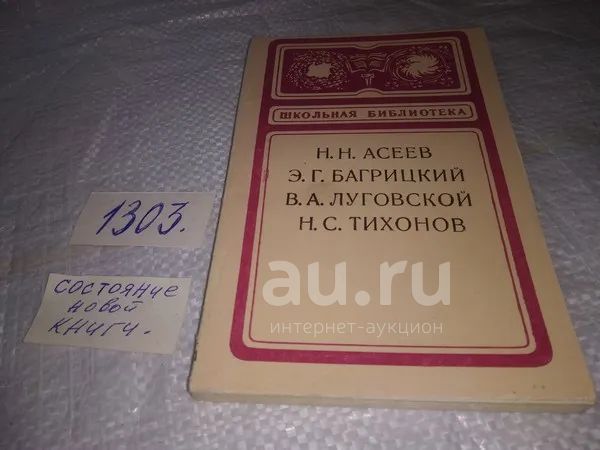 ШКОЛЬНАЯ БИБЛИОТЕКА
Н. Н. АСЕЕВ
Э. Г. БАГРИЦКИЙ
В. А. ЛУГОВСКОЙ
Н. С. ТИХОНОВ
1303.
СОСТОЯНИЕ
НОВОЙ
КНИГИ.
au.ru
интернет-аукцион